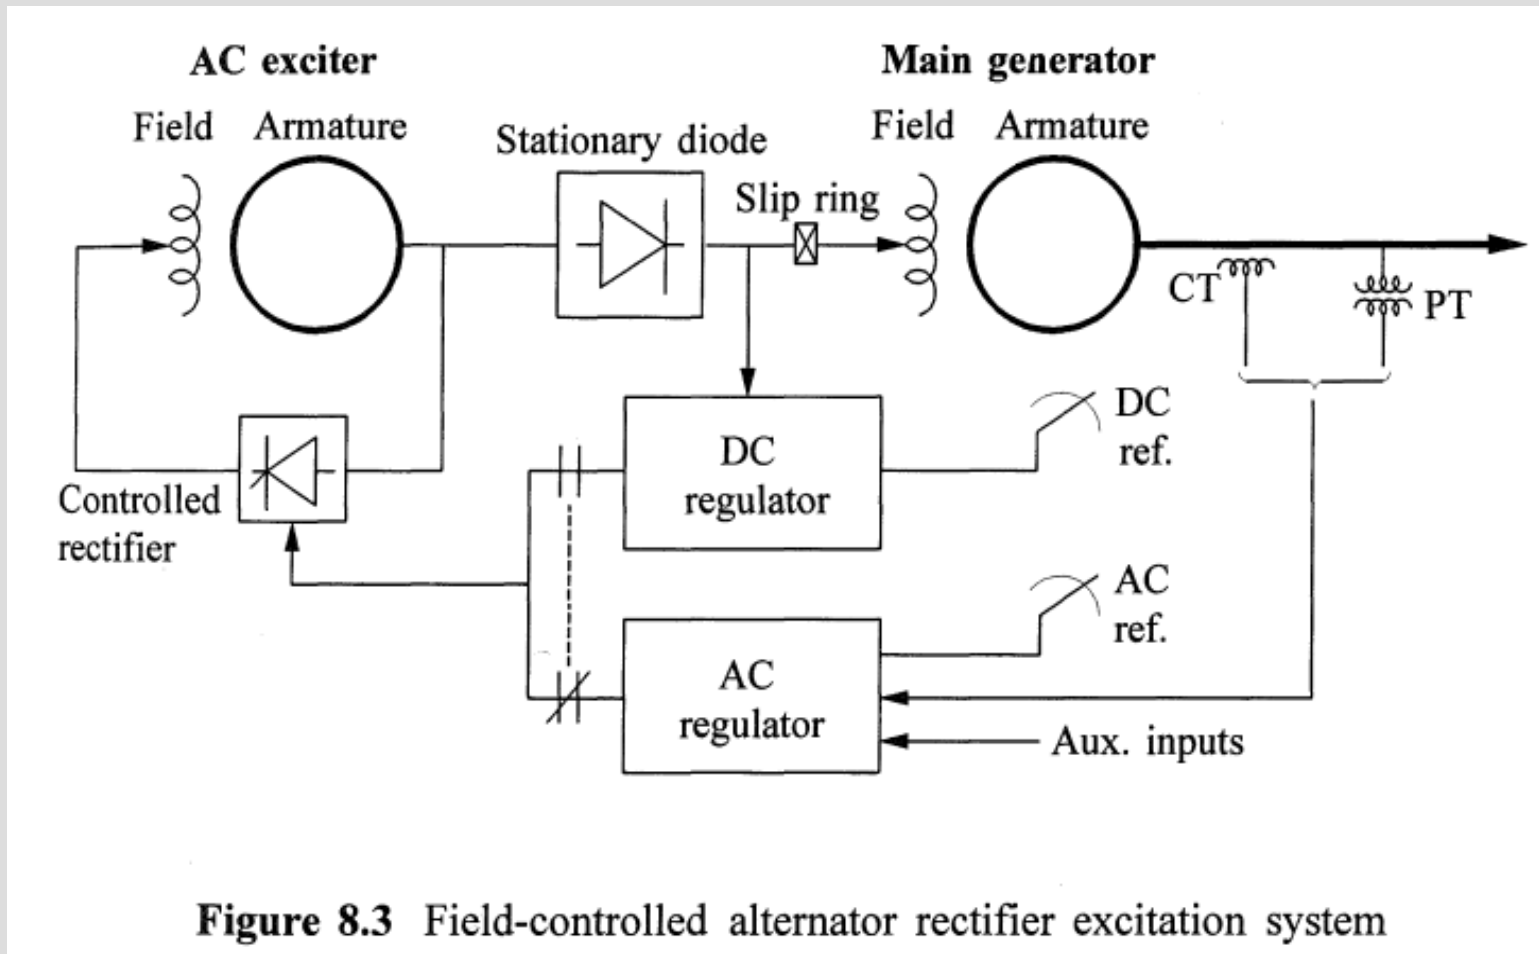 AC exciter
Main generator
Field
Armature
Stationary diode
Field
Armature
Slip ring
CT
PT
DC
regulator
DC
ref.
Controlled
rectifier
AC
regulator
AC
ref.
Aux. inputs
Figure 8.3 Field-controlled alternator rectifier excitation system